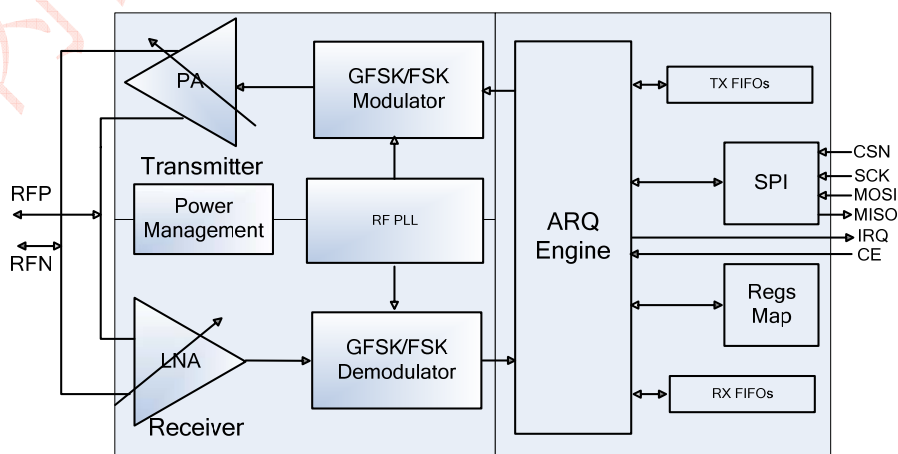 PA
GFSK/FSK
Modulator
TX FIFOs
Transmitter
CSN
SCK
SPI
MOSI
MISO
RFP
Power
Management
RF PLL
ARQ
Engine
IRQ
CE
RFN
Regs
Map
LNA
GFSK/FSK
Demodulator
RX FIFOs
Receiver